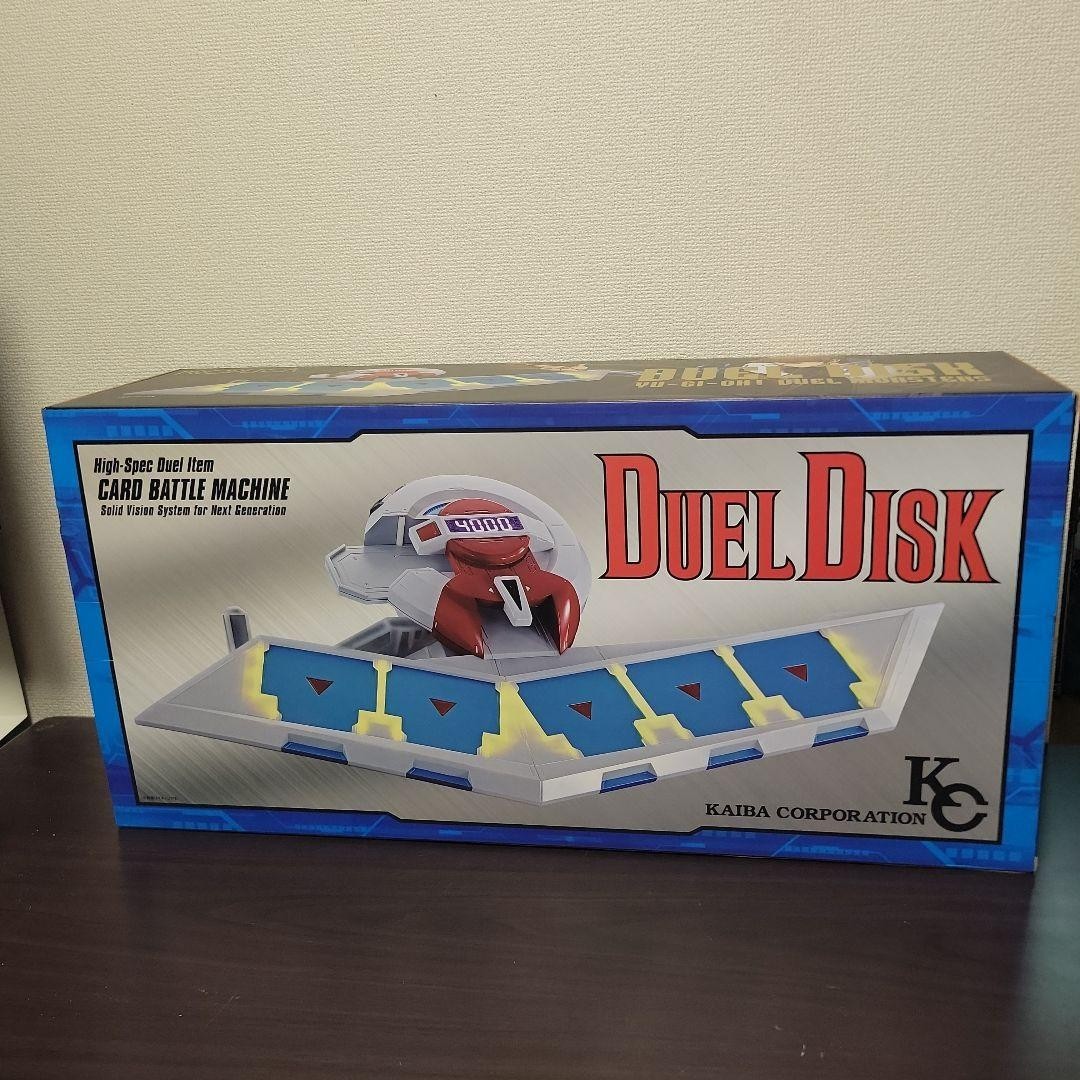 DUEL DISK
YU-GI-OH! DUEL MONSTERS
High-Spec Duel Item
CARD BATTLE MACHINE
Solid Vision System for Next Generation
4000
DUEL DISK
KAIBA CORPORATION
KC